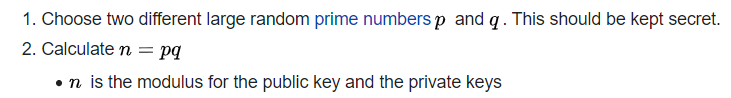 1. Choose two different large random prime numbers p and q. This should be kept secret.
2. Calculate n = pq
• n is the modulus for the public key and the private keys